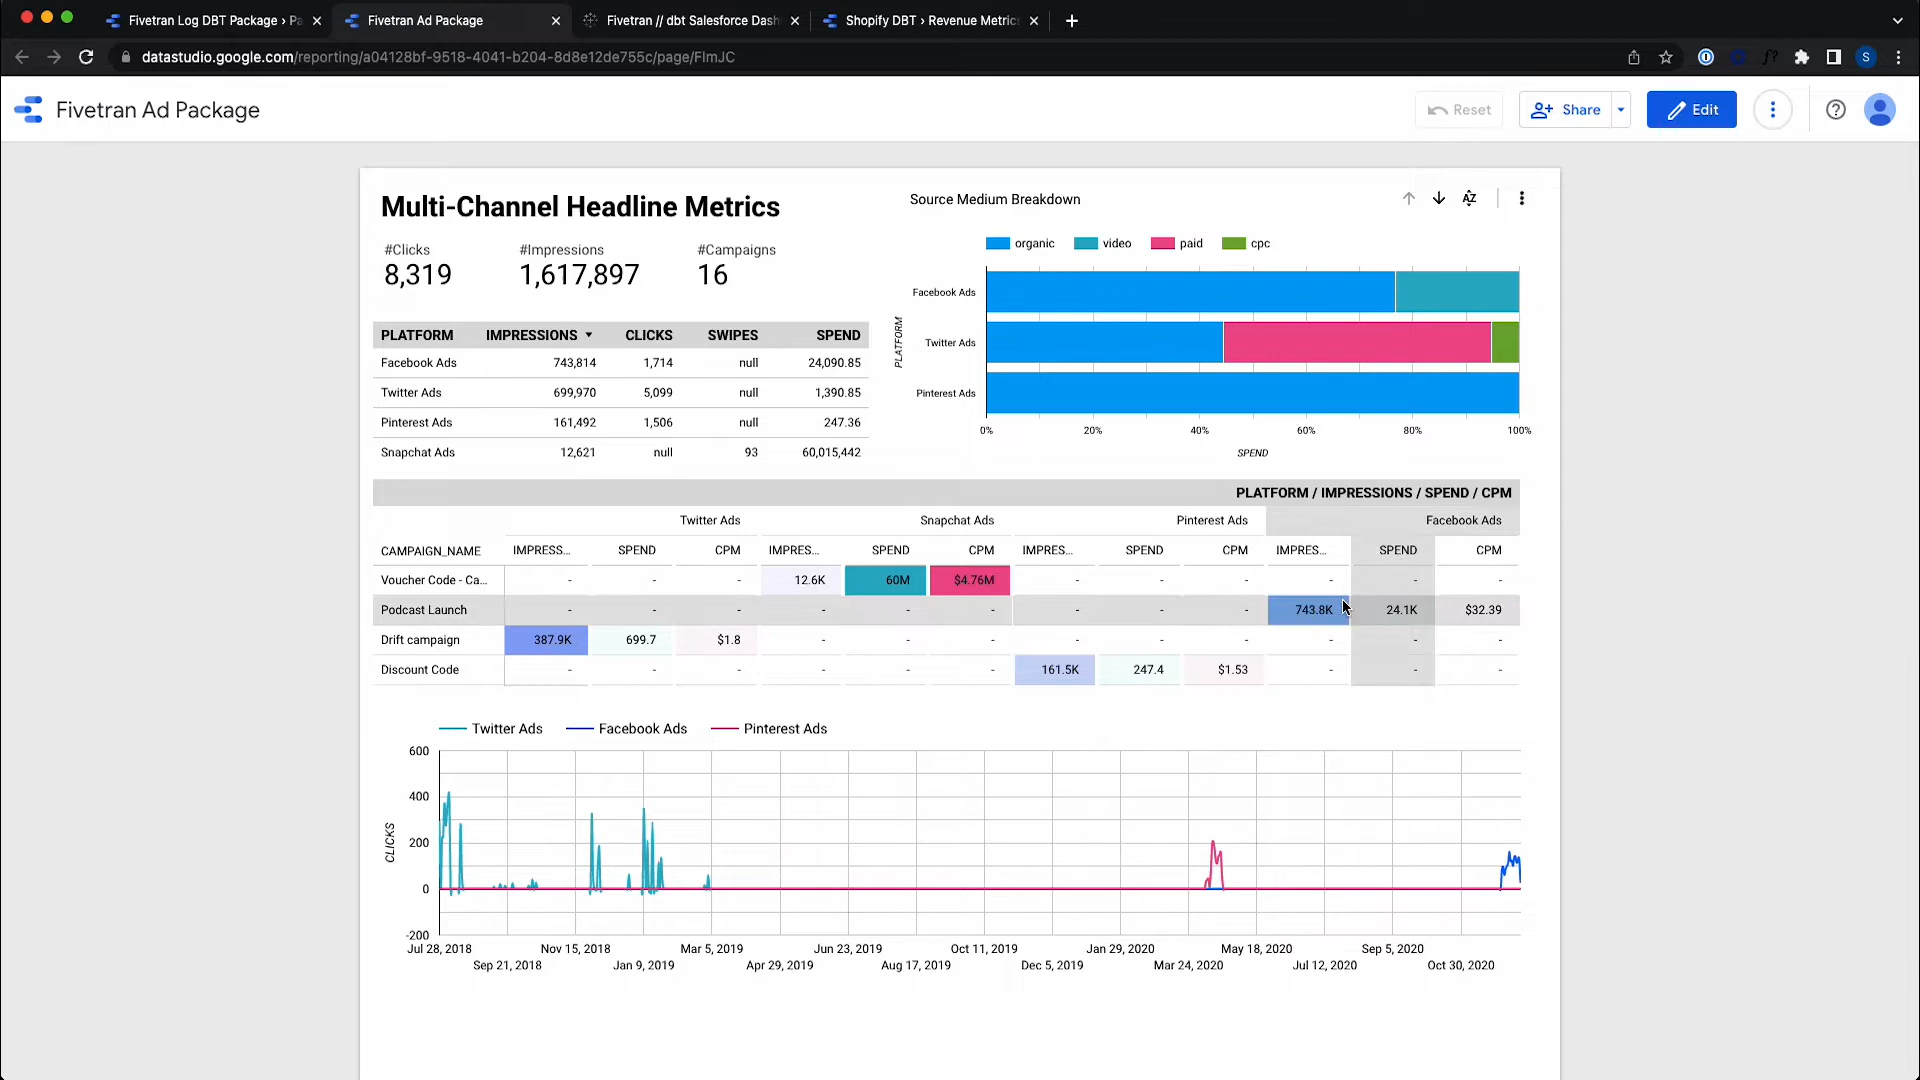 Fivetran Log DBT Package › Pa
Fivetran Ad Package
Fivetran // dbt Salesforce Dash
Shopify DBT › Revenue Metrics
datastudio.google.com/reporting/a04128bf-9518-4041-b204-8d8e12de755c/page/FlmJC
f?
S
Fivetran Ad Package
Reset
Share
Edit
Multi-Channel Headline Metrics
#Clicks #Impressions #Campaigns
8,319 1,617,897 16
PLATFORM IMPRESSIONS CLICKS SWIPES SPEND
Facebook Ads 743,814 1,714 null 24,090.85
Twitter Ads 699,970 5,099 null 1,390.85
Pinterest Ads 161,492 1,506 null 247.36
Snapchat Ads 12,621 null 93 60,015,442
Source Medium Breakdown
AZ
organic video paid cpc
PLATFORM
Facebook Ads
Twitter Ads
Pinterest Ads
0% 20% 40% 60% 80% 100%
SPEND
PLATFORM / IMPRESSIONS / SPEND / CPM
Twitter Ads Snapchat Ads Pinterest Ads Facebook Ads
CAMPAIGN_NAME IMPRESS... SPEND CPM IMPRES... SPEND CPM IMPRES... SPEND CPM IMPRES... SPEND CPM
Voucher Code - Ca... - - - 12.6K 60M $4.76M - - - - - -
Podcast Launch - - - - - - - - - 743.8K 24.1K $32.39
Drift campaign 387.9K 699.7 $1.8 - - - - - - - - -
Discount Code - - - - - - 161.5K 247.4 $1.53 - - -
Twitter Ads Facebook Ads Pinterest Ads
CLICKS
600
400
200
0
-200
Jul 28, 2018 Nov 15, 2018 Mar 5, 2019 Jun 23, 2019 Oct 11, 2019 Jan 29, 2020 May 18, 2020 Sep 5, 2020
Sep 21, 2018 Jan 9, 2019 Apr 29, 2019 Aug 17, 2019 Dec 5, 2019 Mar 24, 2020 Jul 12, 2020 Oct 30, 2020